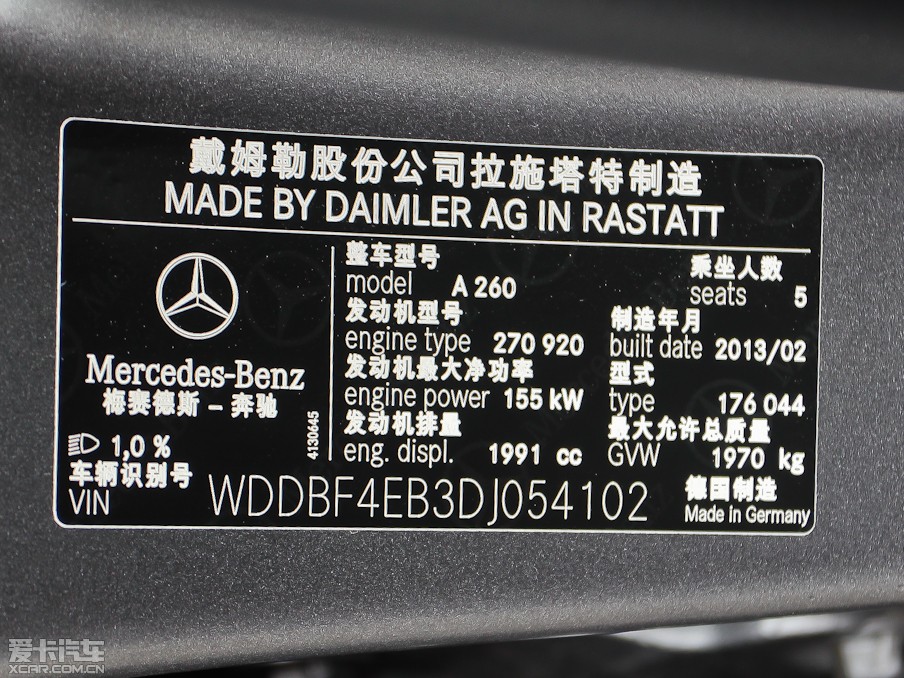 戴姆勒股份公司拉施塔特制造
MADE BY DAIMLER AG IN RASTATT
Mercedes-Benz
梅赛德斯 - 奔驰
1,0 %
4130645
整车型号
model A 260
乘坐人数
seats 5
发动机型号
engine type 270 920
制造年月
built date 2013/02
发动机最大净功率
engine power 155 kW
型式
type 176 044
发动机排量
eng. displ. 1991 cc
最大允许总质量
GVW 1970 kg
车辆识别号
VIN WDDBF4EB3DJ054102
德国制造
Made in Germany
爱卡汽车
XCAR.COM.CN